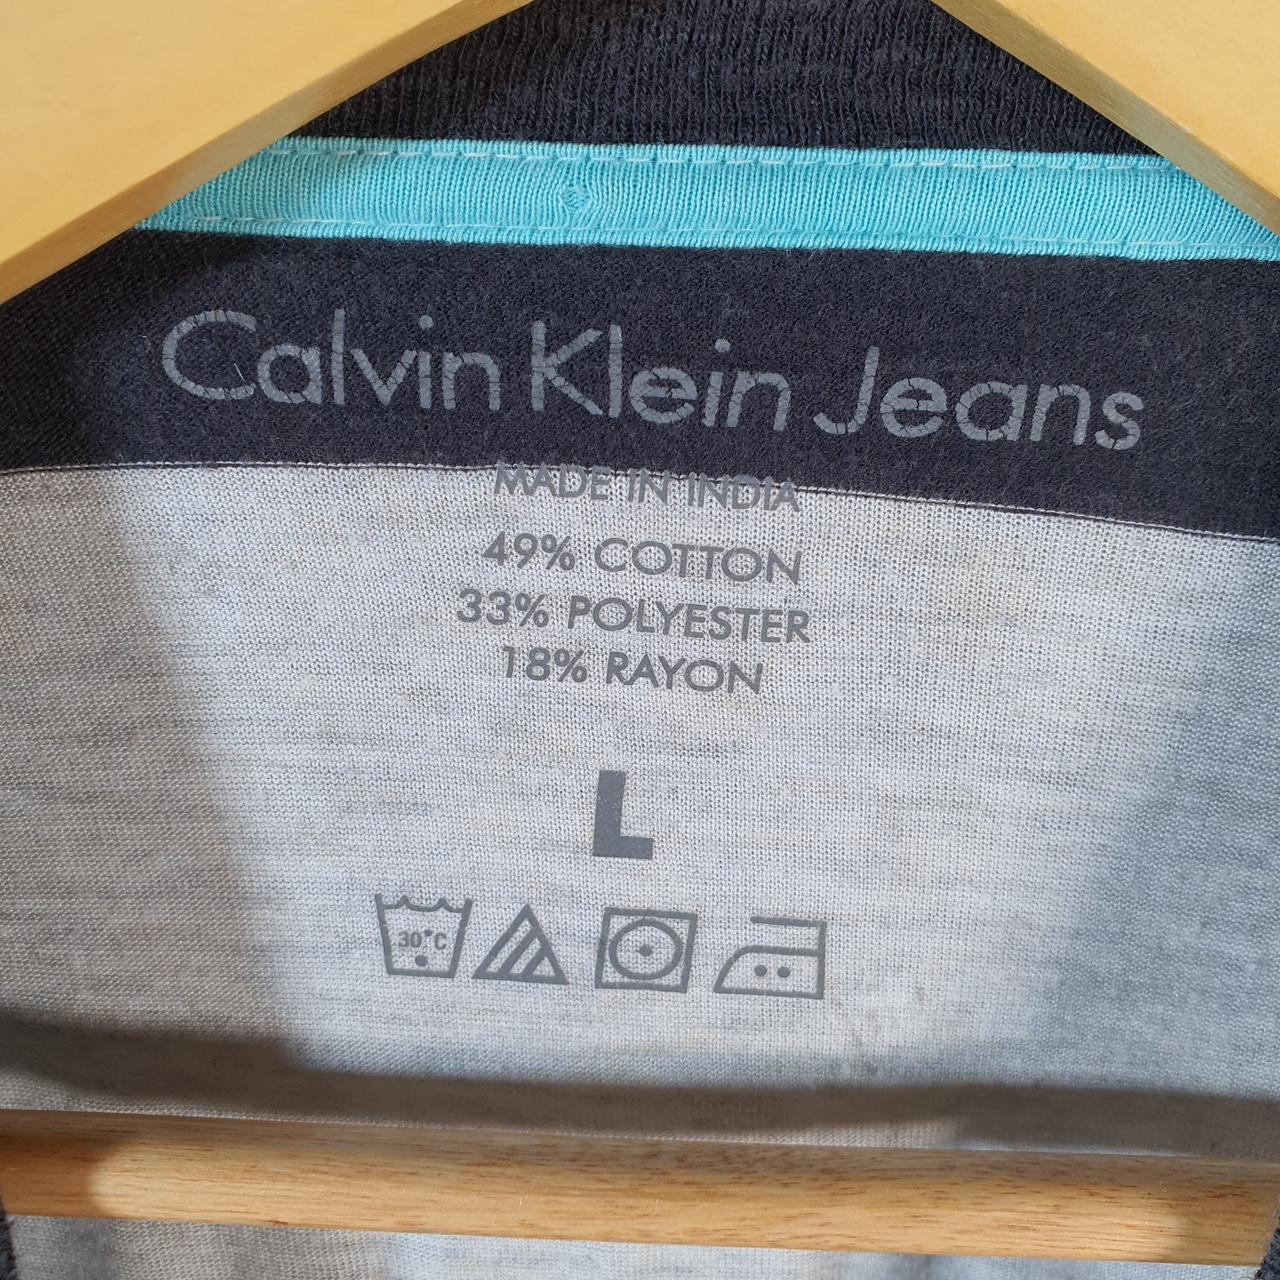 Calvin Klein Jeans
MADE IN INDIA
49% COTTON
33% POLYESTER
18% RAYON
L
30°C